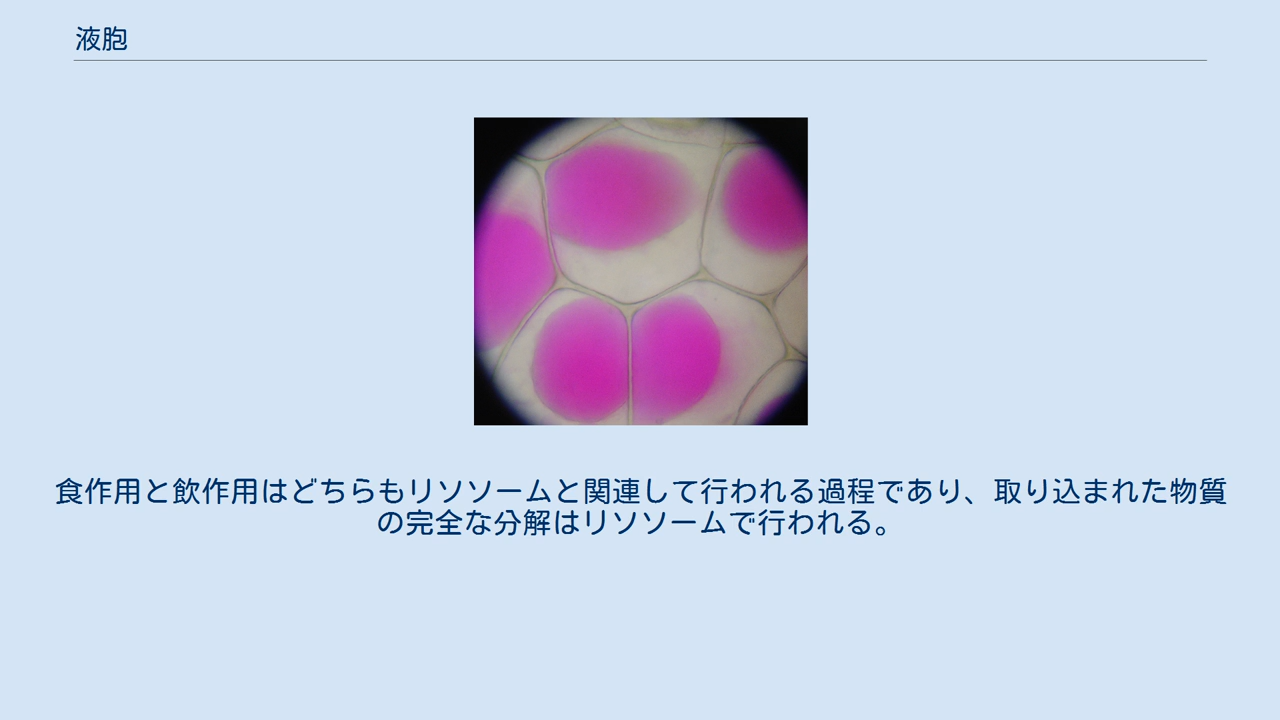 液胞
食作用と飲作用はどちらもリソソームと関連して行われる過程であり、取り込まれた物質
の完全な分解はリソソームで行われる。